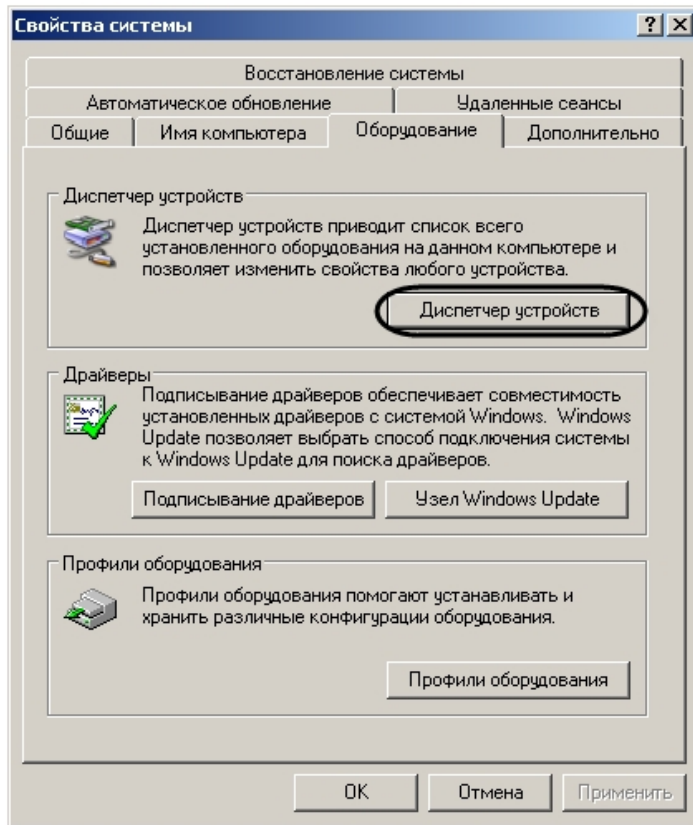 Свойства системы
Восстановление системы
Автоматическое обновление Удаленные сеансы
Общие Имя компьютера Оборудование Дополнительно
Диспетчер устройств
Диспетчер устройств приводит список всего
установленного оборудования на данном компьютере и
позволяет изменить свойства любого устройства.
Диспетчер устройств
Драйверы
Подписывание драйверов обеспечивает совместимость
установленных драйверов с системой Windows. Windows
Update позволяет выбрать способ подключения системы
к Windows Update для поиска драйверов.
Подписывание драйверов Узел Windows Update
Профили оборудования
Профили оборудования помогают устанавливать и
хранить различные конфигурации оборудования.
Профили оборудования
OK Отмена Применить